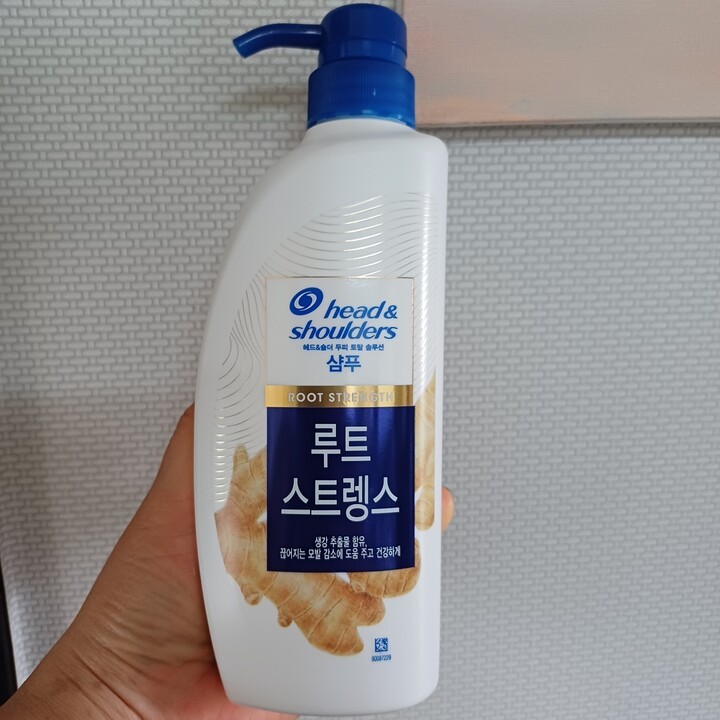 head&
shoulders
헤드&숄더 두피 토탈 솔루션
샴푸
ROOT STRENGTH
루트
스트렝스
생강 추출물 함유,
끊어지는 모발 감소에 도움 주고 건강하게